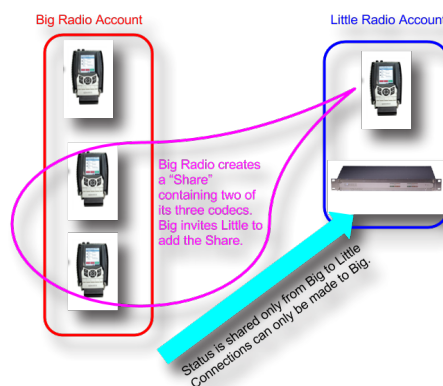 Big Radio Account
Little Radio Account
Big Radio creates
a “Share”
containing two of
its three codecs.
Big invites Little to
add the Share.
Status is shared only from Big to Little
Connections can only be made to Big.